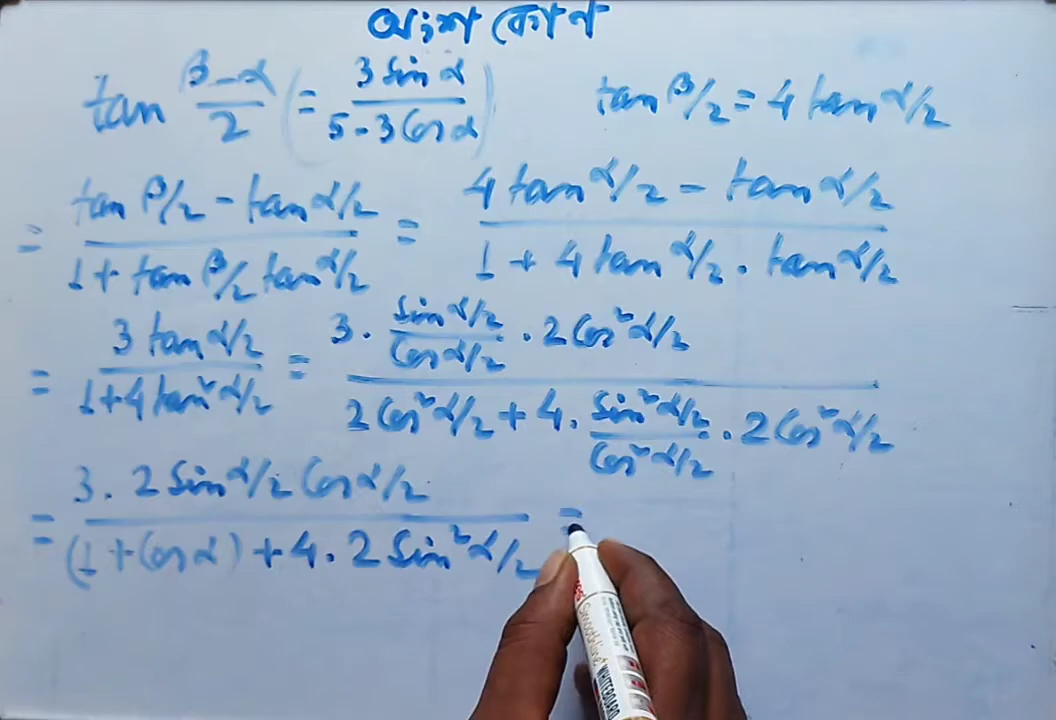 অংশ কোণ
tan (β-α)/2 (= (3 sin α)/(5-3 cos α)) tan β/2 = 4 tan α/2
= (tan β/2 - tan α/2)/(1 + tan β/2 tan α/2) = (4 tan α/2 - tan α/2)/(1 + 4 tan α/2 . tan α/2)
= (3 tan α/2)/(1+4 tan² α/2) = (3 . (sin α/2)/(cos α/2) . 2 cos² α/2)/(2 cos² α/2 + 4 . (sin² α/2)/(cos² α/2) . 2 cos² α/2)
= (3 . 2 sin α/2 cos α/2)/((1 + cos α) + 4 . 2 sin² α/2) =
WHITEBOARD